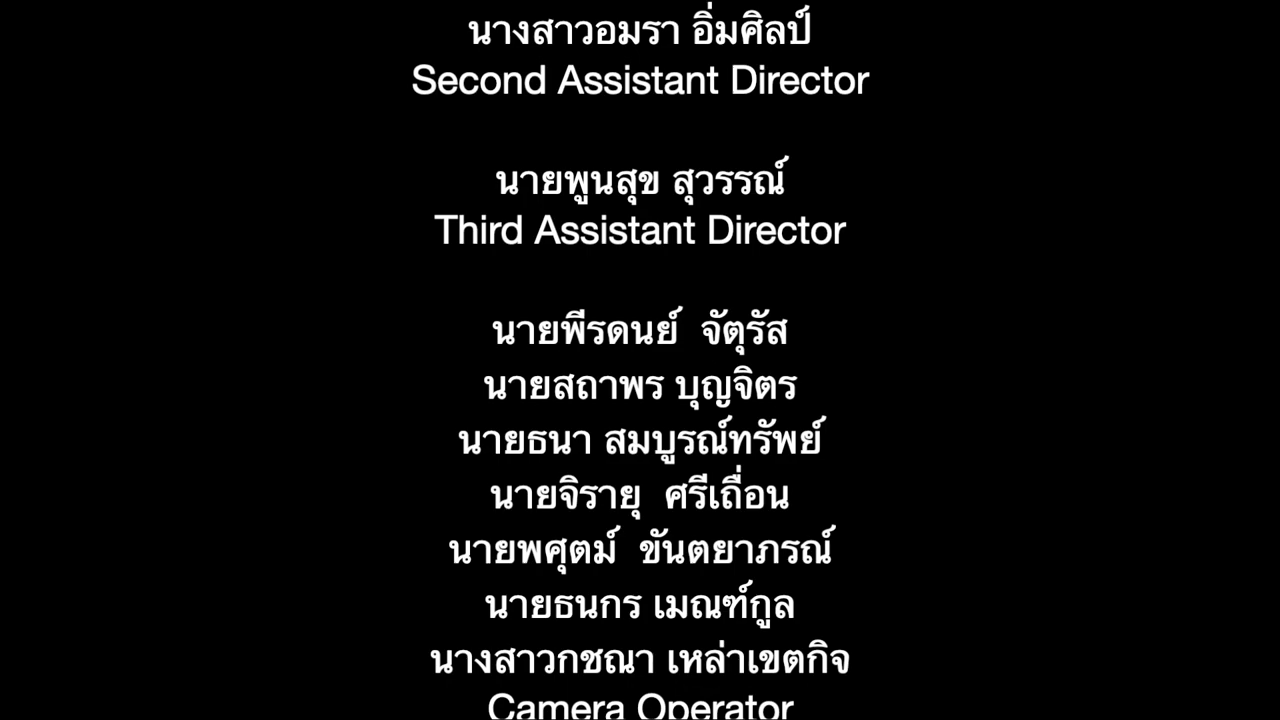 นางสาวอมรา อิ่มศิลป์
Second Assistant Director
นายพูนสุข สุวรรณ์
Third Assistant Director
นายพีรดนย์ จัตุรัส
นายสถาพร บุญจิตร
นายธนา สมบูรณ์ทรัพย์
นายจิรายุ ศรีเถื่อน
นายพศุตม์ ขันตยาภรณ์
นายธนกร เมณฑ์กูล
นางสาวกชณา เหล่าเขตกิจ
Camera Operator